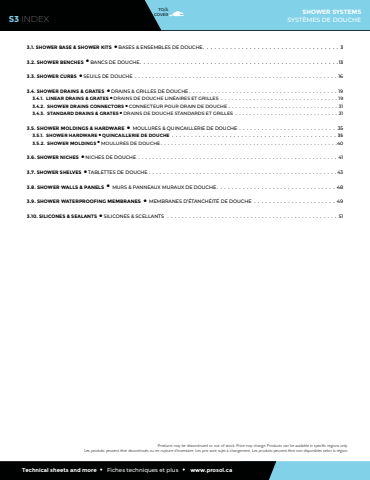 S3 INDEX
TO/À
COVER
SHOWER SYSTEMS
SYSTÈMES DE DOUCHE
3.1. SHOWER BASE & SHOWER KITS • BASES & ENSEMBLES DE DOUCHE. . . . . . . . . . 3
3.2. SHOWER BENCHES • BANCS DE DOUCHE. . . . . . . . . . 13
3.3. SHOWER CURBS • SEUILS DE DOUCHE . . . . . . . . . . 16
3.4. SHOWER DRAINS & GRATES • DRAINS & GRILLES DE DOUCHE . . . . . . . . . . 19
3.4.1. LINEAR DRAINS & GRATES • DRAINS DE DOUCHE LINÉAIRES ET GRILLES . . . . . . . . . . 19
3.4.2. SHOWER DRAINS CONNECTORS • CONNECTEUR POUR DRAIN DE DOUCHE . . . . . . . . . . 31
3.4.3. STANDARD DRAINS & GRATES • DRAINS DE DOUCHE STANDARDS ET GRILLES . . . . . . . . . . 31
3.5. SHOWER MOLDINGS & HARDWARE • MOULURES & QUINCAILLERIE DE DOUCHE . . . . . . . . . . 35
3.5.1. SHOWER HARDWARE • QUINCAILLERIE DE DOUCHE . . . . . . . . . . 35
3.5.2. SHOWER MOLDINGS • MOULURES DE DOUCHE . . . . . . . . . . 40
3.6. SHOWER NICHES • NICHES DE DOUCHE . . . . . . . . . . 41
3.7. SHOWER SHELVES • TABLETTES DE DOUCHE . . . . . . . . . . 43
3.8. SHOWER WALLS & PANELS • MURS & PANNEAUX MURAUX DE DOUCHE . . . . . . . . . . 48
3.9. SHOWER WATERPROOFING MEMBRANES • MEMBRANES D'ÉTANCHÉITÉ DE DOUCHE . . . . . . . . . . 49
3.10. SILICONES & SEALANTS • SILICONES & SCELLANTS . . . . . . . . . . 51
Products may be discontinued or out of stock. Price may change. Products can be available in specific regions only.
Les produits peuvent être discontinués ou en rupture d'inventaire. Les prix sont sujet à changement. Les produits peuvent être non disponibles selon la région.
Technical sheets and more • Fiches techniques et plus • www.prosol.ca